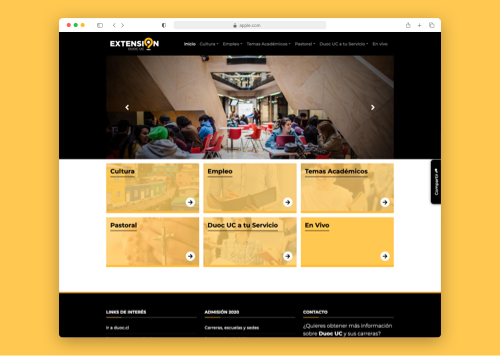 apple.com
EXTENSIÓN
DUOC UC
Inicio Cultura Empleo Temas Académicos Pastoral Duoc UC a tu Servicio En vivo
Cultura
Empleo
Temas Académicos
Compartir
Pastoral
Duoc UC a tu Servicio
En Vivo
LINKS DE INTERÉS
ADMISIÓN 2020
CONTACTO
Ir a duoc.cl
Carreras, escuelas y sedes
¿Quieres obtener más información
sobre Duoc UC y sus carreras?